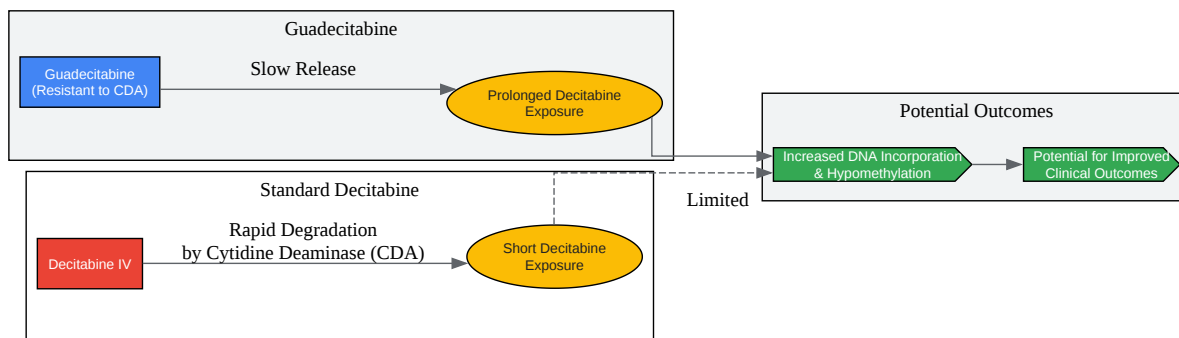 Guadecitabine
Guadecitabine
(Resistant to CDA)
Slow Release
Prolonged Decitabine
Exposure
Standard Decitabine
Decitabine IV
Rapid Degradation
by Cytidine Deaminase (CDA)
Short Decitabine
Exposure
Limited
Potential Outcomes
Increased DNA Incorporation
& Hypomethylation
Potential for Improved
Clinical Outcomes